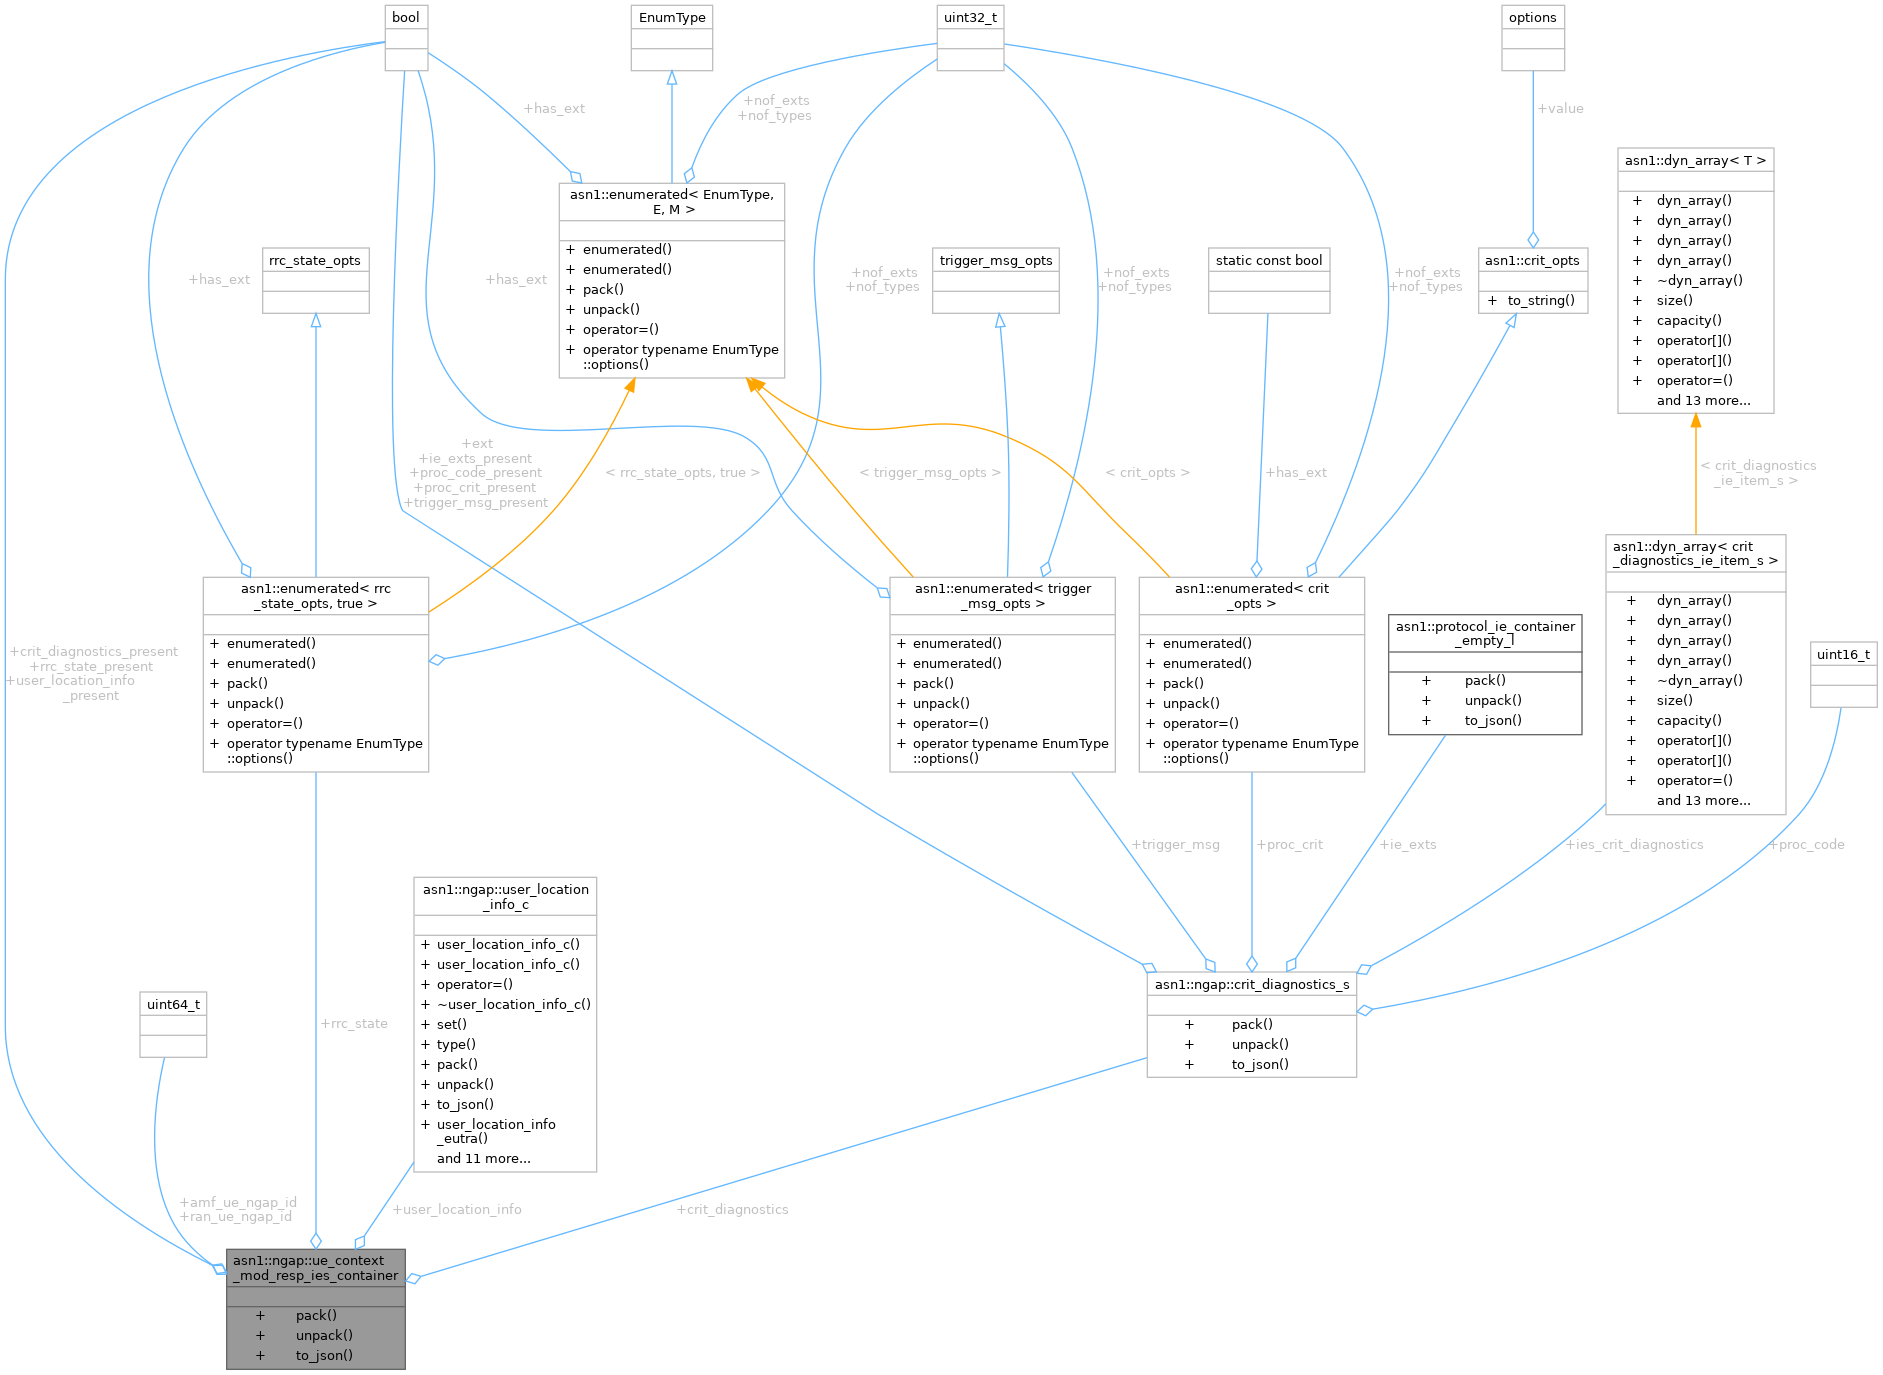 bool
EnumType
uint32_t
options
+has_ext
+nof_exts
+nof_types
+value
asn1::dyn_array< T >
+ dyn_array()
+ dyn_array()
+ dyn_array()
+ dyn_array()
+ ~dyn_array()
+ size()
+ capacity()
+ operator[]()
+ operator[]()
+ operator=()
and 13 more...
asn1::enumerated< EnumType,
E, M >
+ enumerated()
+ enumerated()
+ pack()
+ unpack()
+ operator=()
+ operator typename EnumType
::options()
rrc_state_opts
trigger_msg_opts
static const bool
asn1::crit_opts
+ to_string()
+has_ext
+has_ext
+nof_exts
+nof_types
+nof_exts
+nof_types
+nof_exts
+nof_types
+ext
+ie_exts_present
+proc_code_present
+proc_crit_present
+trigger_msg_present
< rrc_state_opts, true >
< trigger_msg_opts >
< crit_opts >
+has_ext
< crit_diagnostics
_ie_item_s >
asn1::enumerated< rrc
_state_opts, true >
+ enumerated()
+ enumerated()
+ pack()
+ unpack()
+ operator=()
+ operator typename EnumType
::options()
asn1::enumerated< trigger
_msg_opts >
+ enumerated()
+ enumerated()
+ pack()
+ unpack()
+ operator=()
+ operator typename EnumType
::options()
asn1::enumerated< crit
_opts >
+ enumerated()
+ enumerated()
+ pack()
+ unpack()
+ operator=()
+ operator typename EnumType
::options()
asn1::protocol_ie_container
_empty_l
+ pack()
+ unpack()
+ to_json()
asn1::dyn_array< crit
_diagnostics_ie_item_s >
+ dyn_array()
+ dyn_array()
+ dyn_array()
+ dyn_array()
+ ~dyn_array()
+ size()
+ capacity()
+ operator[]()
+ operator[]()
+ operator=()
and 13 more...
uint16_t
+crit_diagnostics_present
+rrc_state_present
+user_location_info
_present
+trigger_msg
+proc_crit
+ie_exts
+ies_crit_diagnostics
+proc_code
asn1::ngap::user_location
_info_c
+ user_location_info_c()
+ user_location_info_c()
+ operator=()
+ ~user_location_info_c()
+ set()
+ type()
+ pack()
+ unpack()
+ to_json()
+ user_location_info
_eutra()
and 11 more...
uint64_t
+rrc_state
asn1::ngap::crit_diagnostics_s
+ pack()
+ unpack()
+ to_json()
+amf_ue_ngap_id
+ran_ue_ngap_id
+user_location_info
+crit_diagnostics
asn1::ngap::ue_context
_mod_resp_ies_container
+ pack()
+ unpack()
+ to_json()